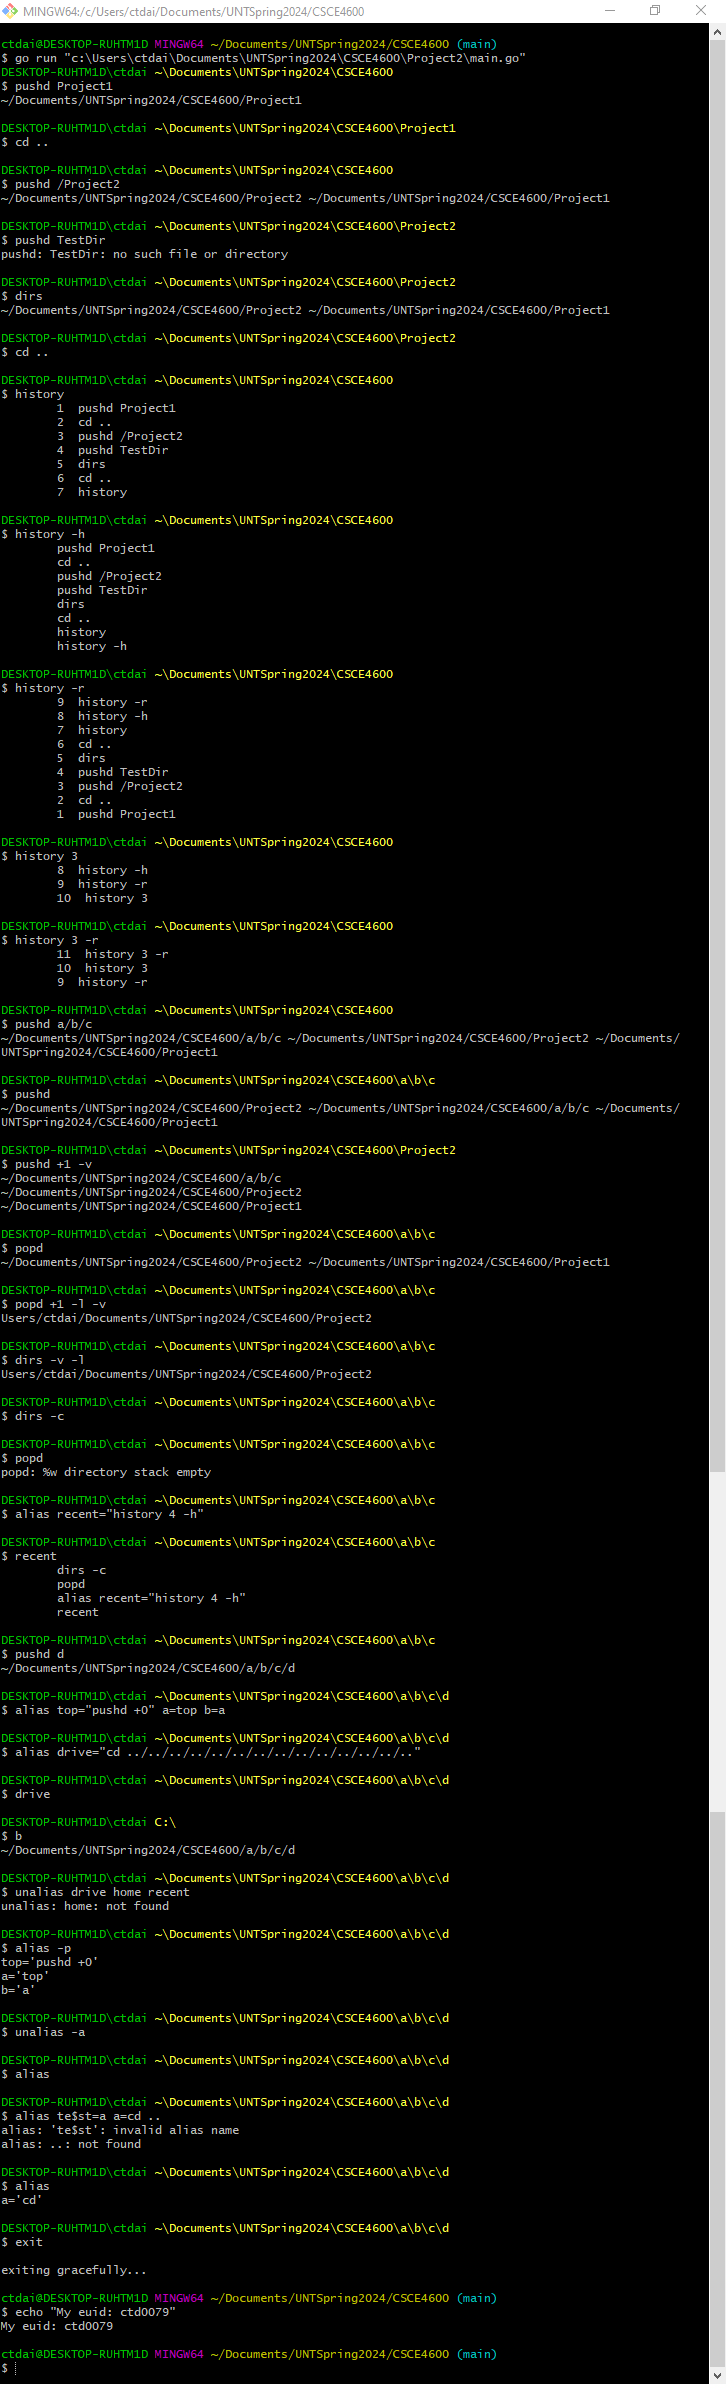 MINGW64:/c/Users/ctdai/Documents/UNTSpring2024/CSCE4600
ctdai@DESKTOP-RUHTM1D MINGW64 ~/Documents/UNTSpring2024/CSCE4600 (main)
$ go run "c:\Users\ctdai\Documents\UNTSpring2024\CSCE4600\Project2\main.go"
DESKTOP-RUHTM1D\ctdai ~\Documents\UNTSpring2024\CSCE4600
$ pushd Project1
~/Documents/UNTSpring2024/CSCE4600/Project1
DESKTOP-RUHTM1D\ctdai ~\Documents\UNTSpring2024\CSCE4600\Project1
$ cd ..
DESKTOP-RUHTM1D\ctdai ~\Documents\UNTSpring2024\CSCE4600
$ pushd /Project2
~/Documents/UNTSpring2024/CSCE4600/Project2 ~/Documents/UNTSpring2024/CSCE4600/Project1
DESKTOP-RUHTM1D\ctdai ~\Documents\UNTSpring2024\CSCE4600\Project2
$ pushd TestDir
pushd: TestDir: no such file or directory
DESKTOP-RUHTM1D\ctdai ~\Documents\UNTSpring2024\CSCE4600\Project2
$ dirs
~/Documents/UNTSpring2024/CSCE4600/Project2 ~/Documents/UNTSpring2024/CSCE4600/Project1
DESKTOP-RUHTM1D\ctdai ~\Documents\UNTSpring2024\CSCE4600\Project2
$ cd ..
DESKTOP-RUHTM1D\ctdai ~\Documents\UNTSpring2024\CSCE4600
$ history
1  pushd Project1
2  cd ..
3  pushd /Project2
4  pushd TestDir
5  dirs
6  cd ..
7  history
DESKTOP-RUHTM1D\ctdai ~\Documents\UNTSpring2024\CSCE4600
$ history -h
pushd Project1
cd ..
pushd /Project2
pushd TestDir
dirs
cd ..
history
history -h
DESKTOP-RUHTM1D\ctdai ~\Documents\UNTSpring2024\CSCE4600
$ history -r
9  history -r
8  history -h
7  history
6  cd ..
5  dirs
4  pushd TestDir
3  pushd /Project2
2  cd ..
1  pushd Project1
DESKTOP-RUHTM1D\ctdai ~\Documents\UNTSpring2024\CSCE4600
$ history 3
8  history -h
9  history -r
10  history 3
DESKTOP-RUHTM1D\ctdai ~\Documents\UNTSpring2024\CSCE4600
$ history 3 -r
11  history 3 -r
10  history 3
9  history -r
DESKTOP-RUHTM1D\ctdai ~\Documents\UNTSpring2024\CSCE4600
$ pushd a/b/c
~/Documents/UNTSpring2024/CSCE4600/a/b/c ~/Documents/UNTSpring2024/CSCE4600/Project2 ~/Documents/
UNTSpring2024/CSCE4600/Project1
DESKTOP-RUHTM1D\ctdai ~\Documents\UNTSpring2024\CSCE4600\a\b\c
$ pushd
~/Documents/UNTSpring2024/CSCE4600/Project2 ~/Documents/UNTSpring2024/CSCE4600/a/b/c ~/Documents/
UNTSpring2024/CSCE4600/Project1
DESKTOP-RUHTM1D\ctdai ~\Documents\UNTSpring2024\CSCE4600\Project2
$ pushd +1 -v
~/Documents/UNTSpring2024/CSCE4600/a/b/c
~/Documents/UNTSpring2024/CSCE4600/Project2
~/Documents/UNTSpring2024/CSCE4600/Project1
DESKTOP-RUHTM1D\ctdai ~\Documents\UNTSpring2024\CSCE4600\a\b\c
$ popd
~/Documents/UNTSpring2024/CSCE4600/Project2 ~/Documents/UNTSpring2024/CSCE4600/Project1
DESKTOP-RUHTM1D\ctdai ~\Documents\UNTSpring2024\CSCE4600\a\b\c
$ popd +1 -l -v
Users/ctdai/Documents/UNTSpring2024/CSCE4600/Project2
DESKTOP-RUHTM1D\ctdai ~\Documents\UNTSpring2024\CSCE4600\a\b\c
$ dirs -v -l
Users/ctdai/Documents/UNTSpring2024/CSCE4600/Project2
DESKTOP-RUHTM1D\ctdai ~\Documents\UNTSpring2024\CSCE4600\a\b\c
$ dirs -c
DESKTOP-RUHTM1D\ctdai ~\Documents\UNTSpring2024\CSCE4600\a\b\c
$ popd
popd: %w directory stack empty
DESKTOP-RUHTM1D\ctdai ~\Documents\UNTSpring2024\CSCE4600\a\b\c
$ alias recent="history 4 -h"
DESKTOP-RUHTM1D\ctdai ~\Documents\UNTSpring2024\CSCE4600\a\b\c
$ recent
dirs -c
popd
alias recent="history 4 -h"
recent
DESKTOP-RUHTM1D\ctdai ~\Documents\UNTSpring2024\CSCE4600\a\b\c
$ pushd d
~/Documents/UNTSpring2024/CSCE4600/a/b/c/d
DESKTOP-RUHTM1D\ctdai ~\Documents\UNTSpring2024\CSCE4600\a\b\c\d
$ alias top="pushd +0" a=top b=a
DESKTOP-RUHTM1D\ctdai ~\Documents\UNTSpring2024\CSCE4600\a\b\c\d
$ alias drive="cd ../../../../../../../../../../../../../.."
DESKTOP-RUHTM1D\ctdai ~\Documents\UNTSpring2024\CSCE4600\a\b\c\d
$ drive
DESKTOP-RUHTM1D\ctdai C:\
$ b
~/Documents/UNTSpring2024/CSCE4600/a/b/c/d
DESKTOP-RUHTM1D\ctdai ~\Documents\UNTSpring2024\CSCE4600\a\b\c\d
$ unalias drive home recent
unalias: home: not found
DESKTOP-RUHTM1D\ctdai ~\Documents\UNTSpring2024\CSCE4600\a\b\c\d
$ alias -p
top='pushd +0'
a='top'
b='a'
DESKTOP-RUHTM1D\ctdai ~\Documents\UNTSpring2024\CSCE4600\a\b\c\d
$ unalias -a
DESKTOP-RUHTM1D\ctdai ~\Documents\UNTSpring2024\CSCE4600\a\b\c\d
$ alias
DESKTOP-RUHTM1D\ctdai ~\Documents\UNTSpring2024\CSCE4600\a\b\c\d
$ alias te$st=a a=cd ..
alias: 'te$st': invalid alias name
alias: ..: not found
DESKTOP-RUHTM1D\ctdai ~\Documents\UNTSpring2024\CSCE4600\a\b\c\d
$ alias
a='cd'
DESKTOP-RUHTM1D\ctdai ~\Documents\UNTSpring2024\CSCE4600\a\b\c\d
$ exit
exiting gracefully...
ctdai@DESKTOP-RUHTM1D MINGW64 ~/Documents/UNTSpring2024/CSCE4600 (main)
$ echo "My euid: ctd0079"
My euid: ctd0079
ctdai@DESKTOP-RUHTM1D MINGW64 ~/Documents/UNTSpring2024/CSCE4600 (main)
$